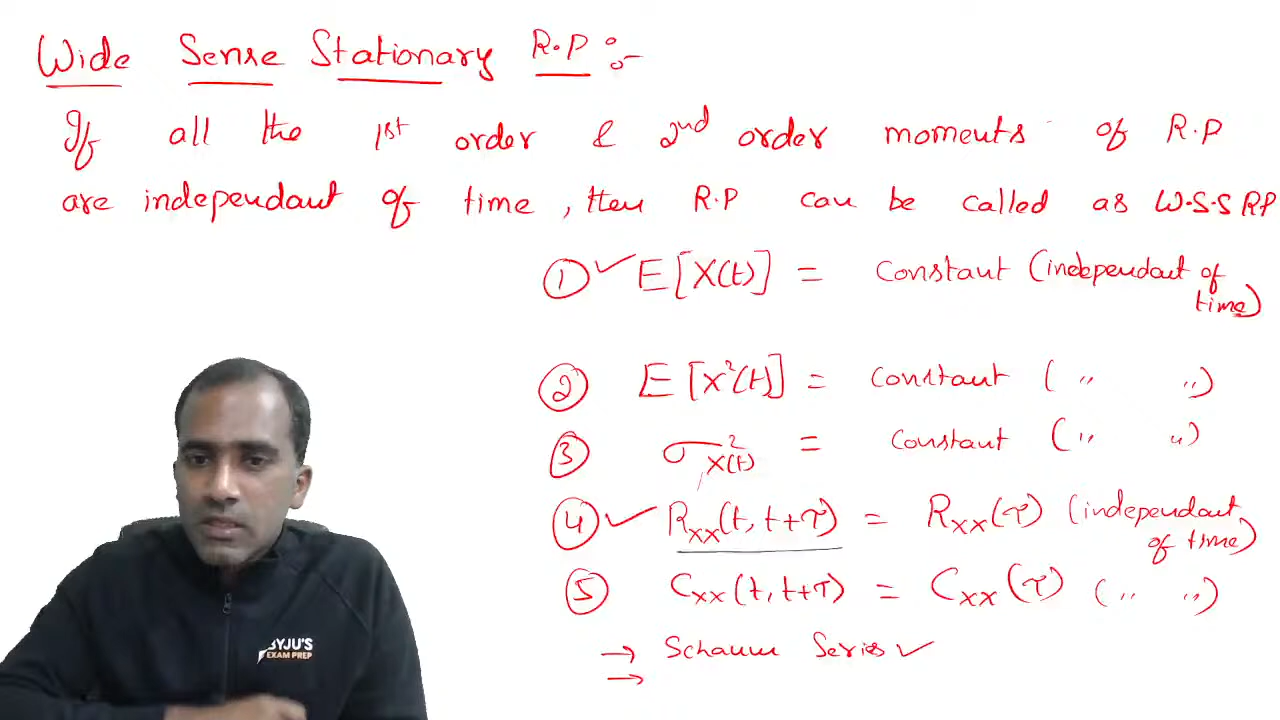 Wide Sense Stationary R.P :-
If all the 1st order & 2nd order moments of R.P
are independant of time, then R.P can be called as W.S.S RP
① ✓ E[X(t)] = constant (independant of
time)
② E[X²(t)] = constant (" ")
③ σ²X(t) = constant (" ")
④ ✓ RXX(t, t+τ) = RXX(τ) (independant
of time)
⑤ CXX(t, t+τ) = CXX(τ) (" ")
→ Schaum Series ✓
→
BYJU'S
EXAM PREP